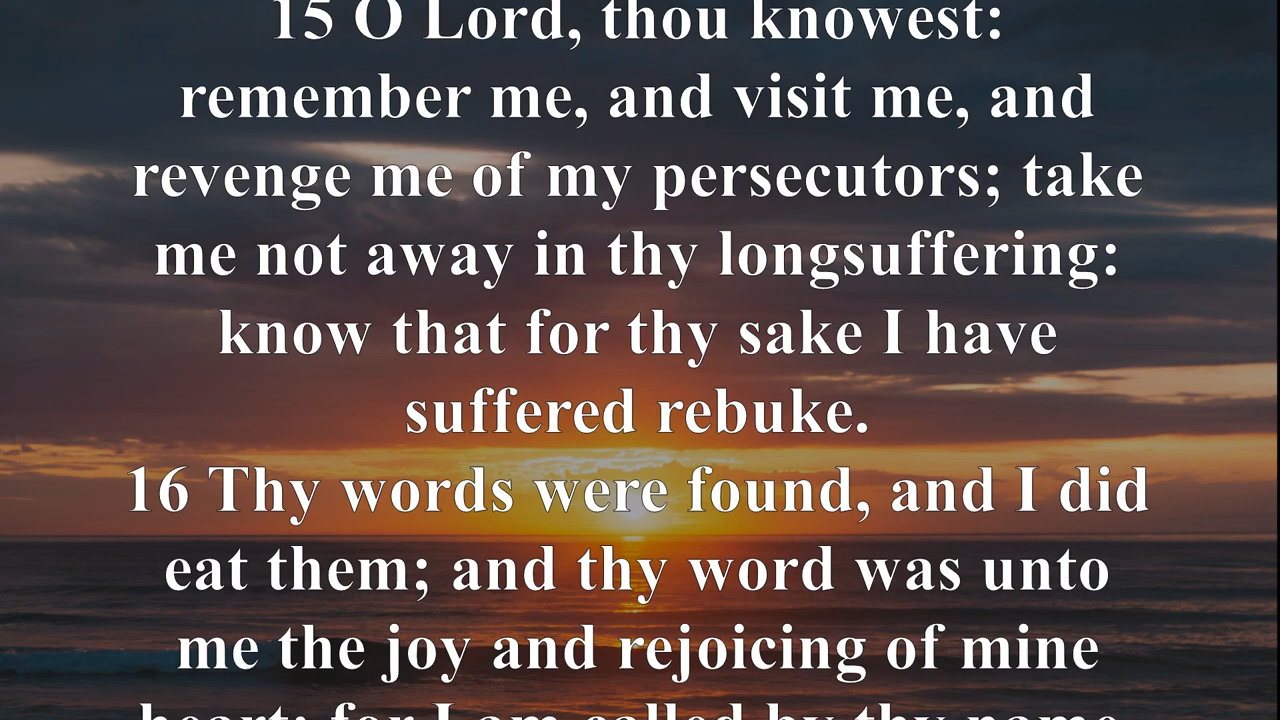 15 O Lord, thou knowest:
remember me, and visit me, and
revenge me of my persecutors; take
me not away in thy longsuffering:
know that for thy sake I have
suffered rebuke.
16 Thy words were found, and I did
eat them; and thy word was unto
me the joy and rejoicing of mine
heart: for I am called by thy name